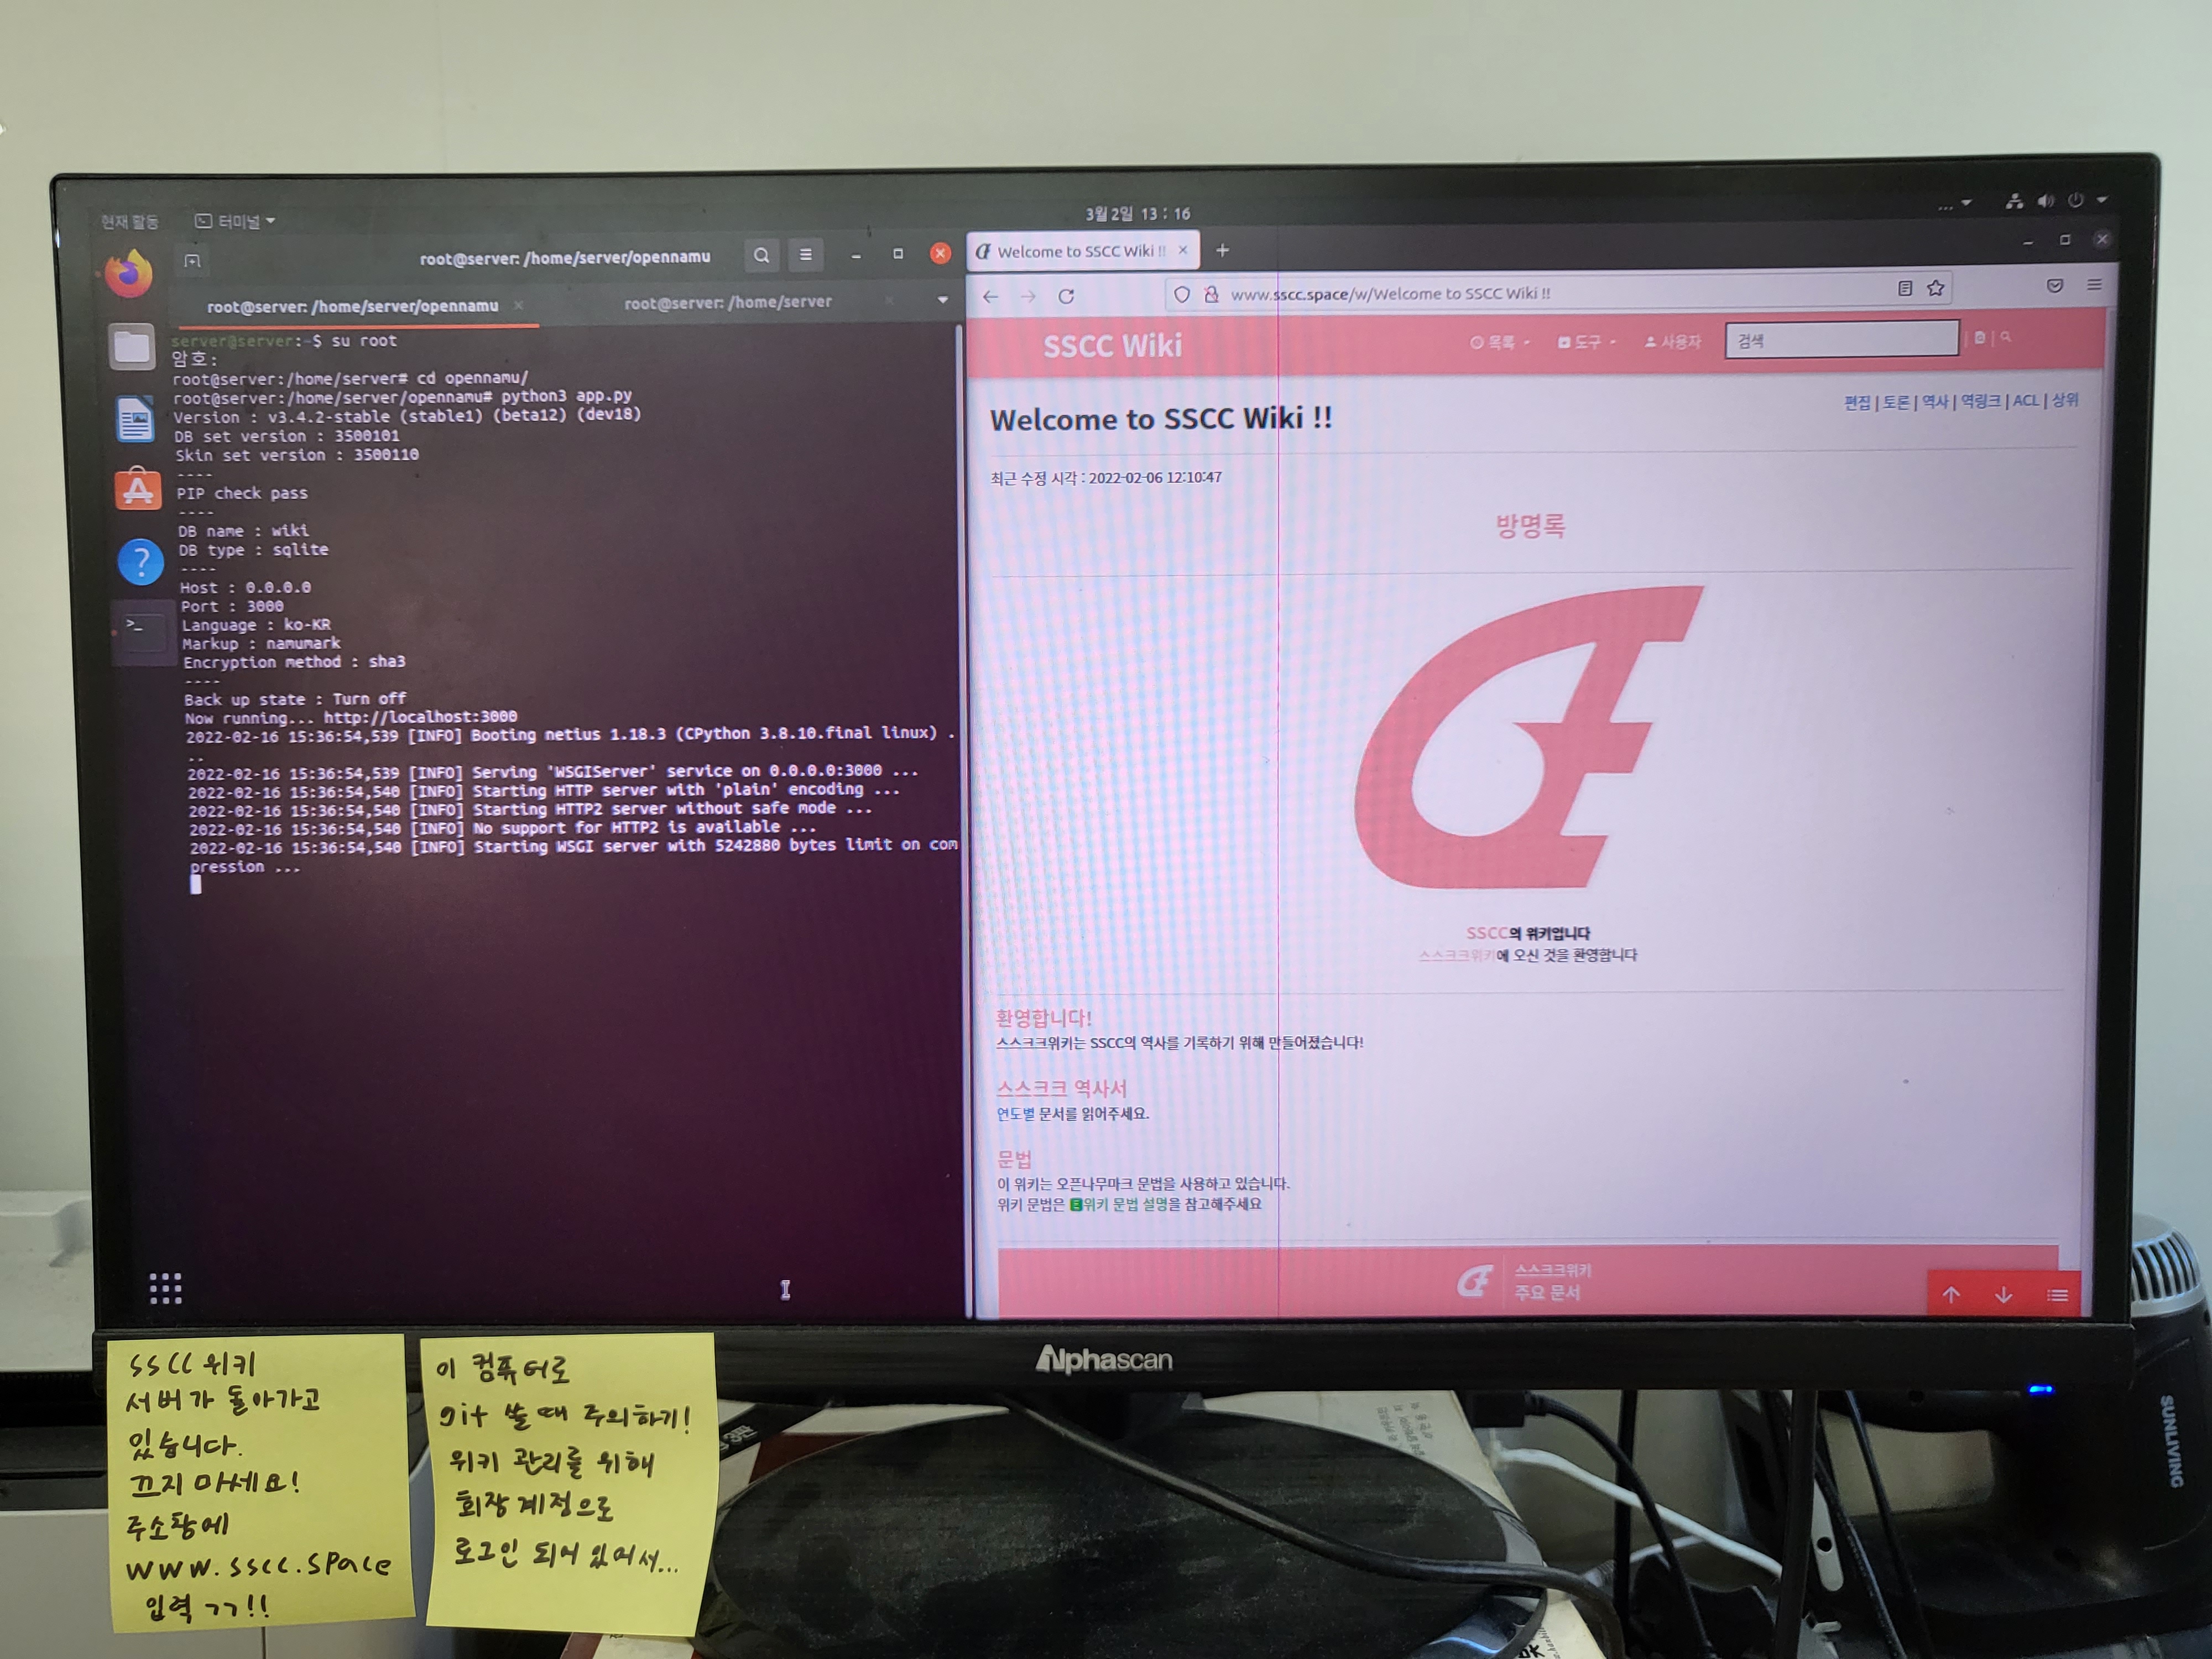 현재 활동
터미널
3월 2일 13 : 16
root@server: /home/server/opennamu
root@server: /home/server/opennamu
root@server: /home/server
server@server:~$ su root
암호:
root@server:/home/server# cd opennamu/
root@server:/home/server/opennamu# python3 app.py
Version : v3.4.2-stable (stable1) (beta12) (dev18)
DB set version : 3500101
Skin set version : 3500110
----
PIP check pass
----
DB name : wiki
DB type : sqlite
----
Host : 0.0.0.0
Port : 3000
Language : ko-KR
Markup : namumark
Encryption method : sha3
----
Back up state : Turn off
Now running... http://localhost:3000
2022-02-16 15:36:54,539 [INFO] Booting netius 1.18.3 (CPython 3.8.10.final linux) .
..
2022-02-16 15:36:54,539 [INFO] Serving 'WSGIServer' service on 0.0.0.0:3000 ...
2022-02-16 15:36:54,540 [INFO] Starting HTTP server with 'plain' encoding ...
2022-02-16 15:36:54,540 [INFO] Starting HTTP2 server without safe mode ...
2022-02-16 15:36:54,540 [INFO] No support for HTTP2 is available ...
2022-02-16 15:36:54,540 [INFO] Starting WSGI server with 5242880 bytes limit on com
pression ...
Welcome to SSCC Wiki !!
www.sscc.space/w/Welcome to SSCC Wiki !!
SSCC Wiki
목록 도구 사용자 검색
편집 | 토론 | 역사 | 역링크 | ACL | 상위
Welcome to SSCC Wiki !!
최근 수정 시각 : 2022-02-06 12:10:47
방명록
SSCC의 위키입니다
스스크크위키에 오신 것을 환영합니다
환영합니다!
스스크크위키는 SSCC의 역사를 기록하기 위해 만들어졌습니다!
스스크크 역사서
연도별 문서를 읽어주세요.
문법
이 위키는 오픈나무마크 문법을 사용하고 있습니다.
위키 문법은 위키 문법 설명을 참고해주세요
스스크크위키
주요 문서
Alphascan
SSCC 위키
서버가 돌아가고
있습니다.
끄지 마세요!
주소창에
www.sscc.space
입력 ㄱㄱ!!
이 컴퓨터로
git 쓸 때 주의하기!
위키 관리를 위해
회장 계정으로
로그인 되어 있어서...
SUNLIVING